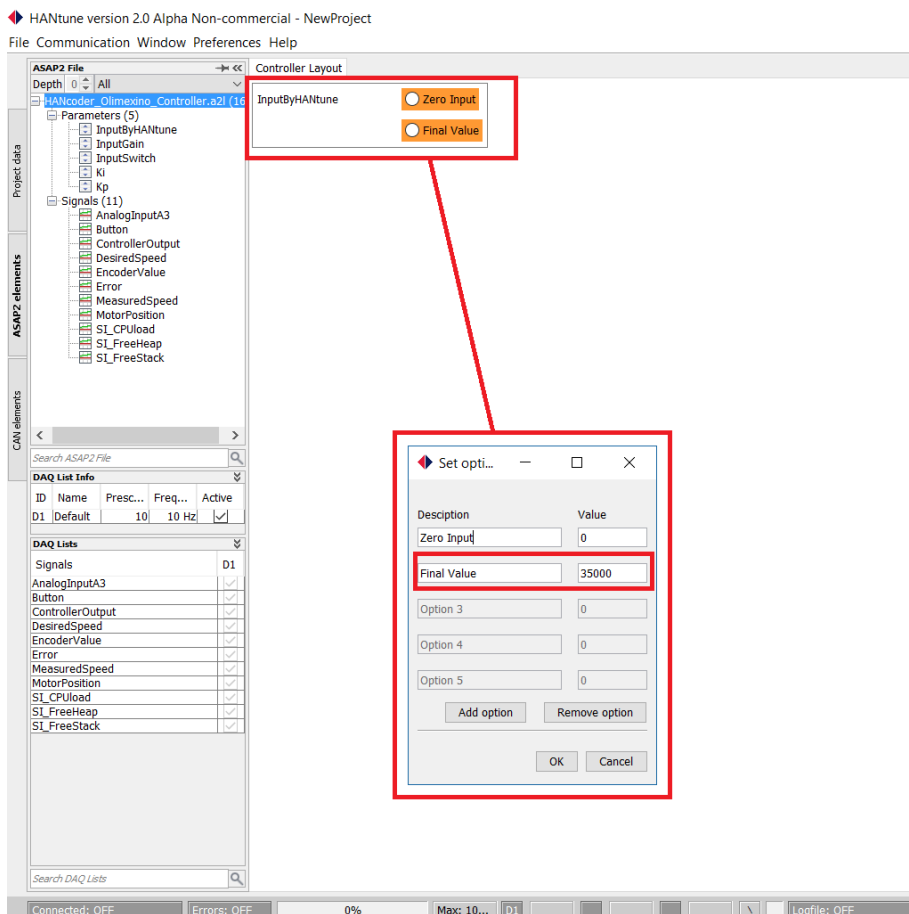 HANtune version 2.0 Alpha Non-commercial - NewProject
File Communication Window Preferences Help
ASAP2 File
Depth 0 All
HANcoder_Olimexino_Controller.a2l (16
Parameters (5)
InputByHANtune
InputGain
InputSwitch
Ki
Kp
Signals (11)
AnalogInputA3
Button
ControllerOutput
DesiredSpeed
EncoderValue
Error
MeasuredSpeed
MotorPosition
SI_CPUload
SI_FreeHeap
SI_FreeStack
Search ASAP2 File
Project data
ASAP2 elements
CAN elements
DAQ List Info
ID Name Presc... Freq... Active
D1 Default 10 10 Hz
DAQ Lists
Signals D1
AnalogInputA3
Button
ControllerOutput
DesiredSpeed
EncoderValue
Error
MeasuredSpeed
MotorPosition
SI_CPUload
SI_FreeHeap
SI_FreeStack
Search DAQ Lists
Controller Layout
InputByHANtune Zero Input
Final Value
Set opti...
Desciption Value
Zero Input 0
Final Value 35000
Option 3 0
Option 4 0
Option 5 0
Add option Remove option
OK Cancel
Connected: OFF Errors: OFF 0% Max: 10... D1 \ Logfile: OFF